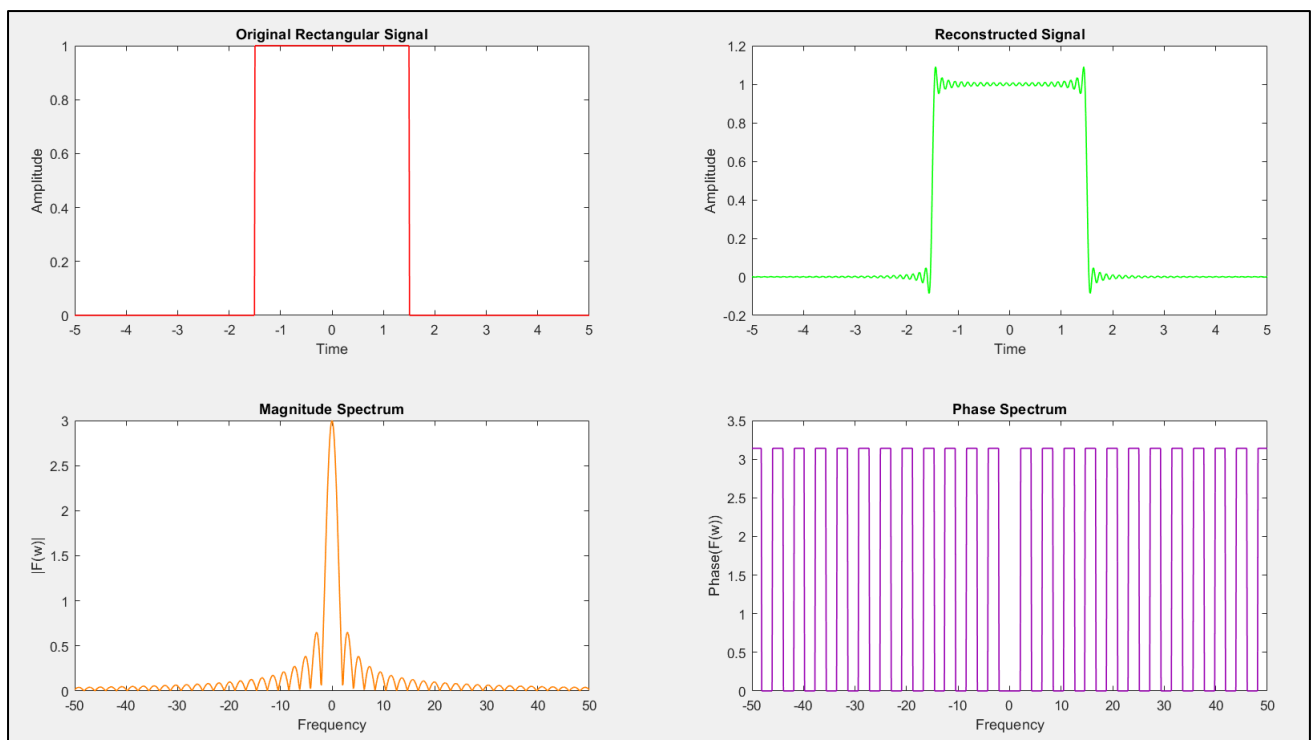 Original Rectangular Signal
1
0.8
0.6
0.4
0.2
0
Amplitude
-5 -4 -3 -2 -1 0 1 2 3 4 5
Time
Reconstructed Signal
1.2
1
0.8
0.6
0.4
0.2
0
-0.2
Amplitude
-5 -4 -3 -2 -1 0 1 2 3 4 5
Time
Magnitude Spectrum
3
2.5
2
1.5
1
0.5
0
|F(w)|
-50 -40 -30 -20 -10 0 10 20 30 40 50
Frequency
Phase Spectrum
3.5
3
2.5
2
1.5
1
0.5
0
Phase(F(w))
-50 -40 -30 -20 -10 0 10 20 30 40 50
Frequency